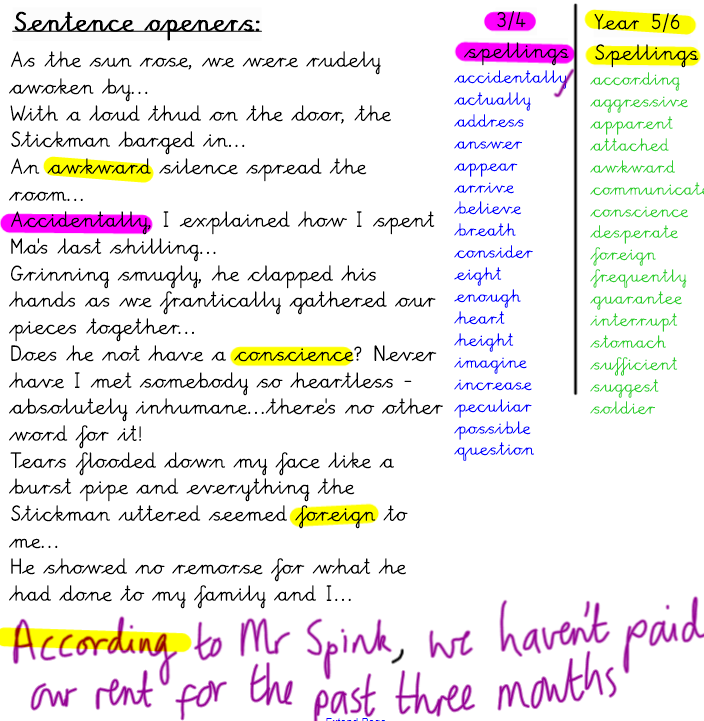 Sentence openers:
As the sun rose, we were rudely
awoken by...
With a loud thud on the door, the
Stickman barged in...
An awkward silence spread the
room...
Accidentally, I explained how I spent
Ma's last shilling...
Grinning smugly, he clapped his
hands as we frantically gathered our
pieces together...
Does he not have a conscience? Never
have I met somebody so heartless -
absolutely inhumane...there's no other
word for it!
Tears flooded down my face like a
burst pipe and everything the
Stickman uttered seemed foreign to
me...
He showed no remorse for what he
had done to my family and I...
According to Mr Spink, we haven't paid
our rent for the past three months
3/4
spellings
accidentally
actually
address
answer
appear
arrive
believe
breath
consider
eight
enough
heart
height
imagine
increase
peculiar
possible
question
Year 5/6
Spellings
according
aggressive
apparent
attached
awkward
communicate
conscience
desperate
foreign
frequently
guarantee
interrupt
stomach
sufficient
suggest
soldier
Extend Page